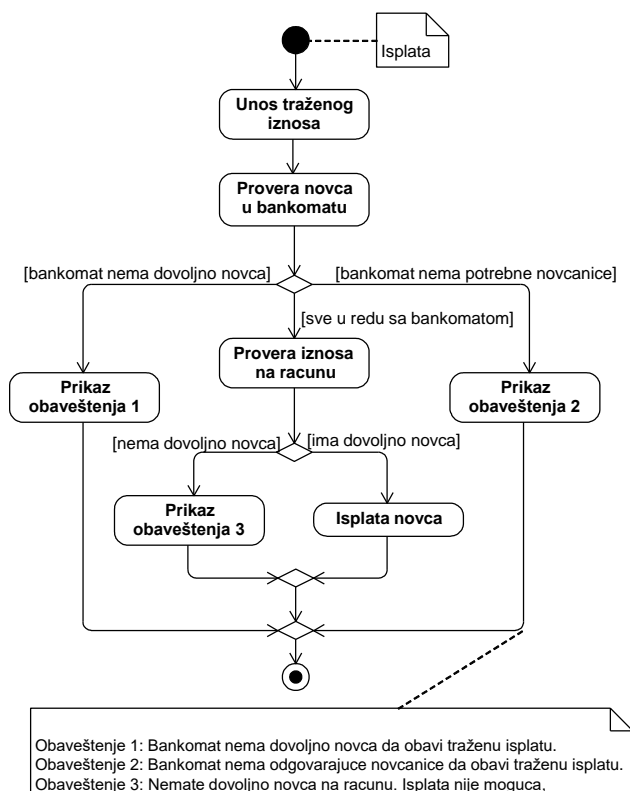 Isplata
Unos traženog
iznosa
Provera novca
u bankomatu
[bankomat nema dovoljno novca]
[bankomat nema potrebne novcanice]
[sve u redu sa bankomatom]
Provera iznosa
na racunu
Prikaz
obaveštenja 1
Prikaz
obaveštenja 2
[nema dovoljno novca]
[ima dovoljno novca]
Prikaz
obaveštenja 3
Isplata novca
Obaveštenje 1: Bankomat nema dovoljno novca da obavi traženu isplatu.
Obaveštenje 2: Bankomat nema odgovarajuce novcanice da obavi traženu isplatu.
Obaveštenje 3: Nemate dovoljno novca na racunu. Isplata nije moguca,